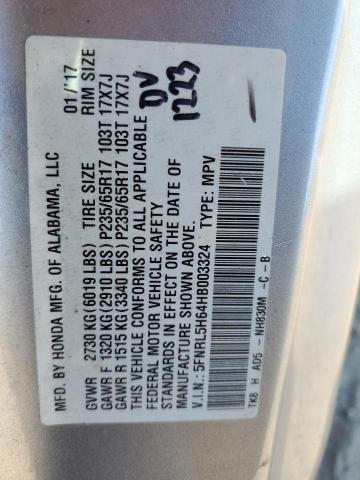 MFD. BY HONDA MFG. OF ALABAMA, LLC 01/'17
GVWR 2730 KG (6019 LBS) TIRE SIZE RIM SIZE
GAWR F 1320 KG (2910 LBS) P235/65R17 103T 17X7J
GAWR R 1515 KG (3340 LBS) P235/65R17 103T 17X7J
THIS VEHICLE CONFORMS TO ALL APPLICABLE
FEDERAL MOTOR VEHICLE SAFETY
STANDARDS IN EFFECT ON THE DATE OF
MANUFACTURE SHOWN ABOVE.
V.I.N.: 5FNRL5H64HB003324 TYPE: MPV
TK8 H AD5 - NH830M -C -B
DV
1223